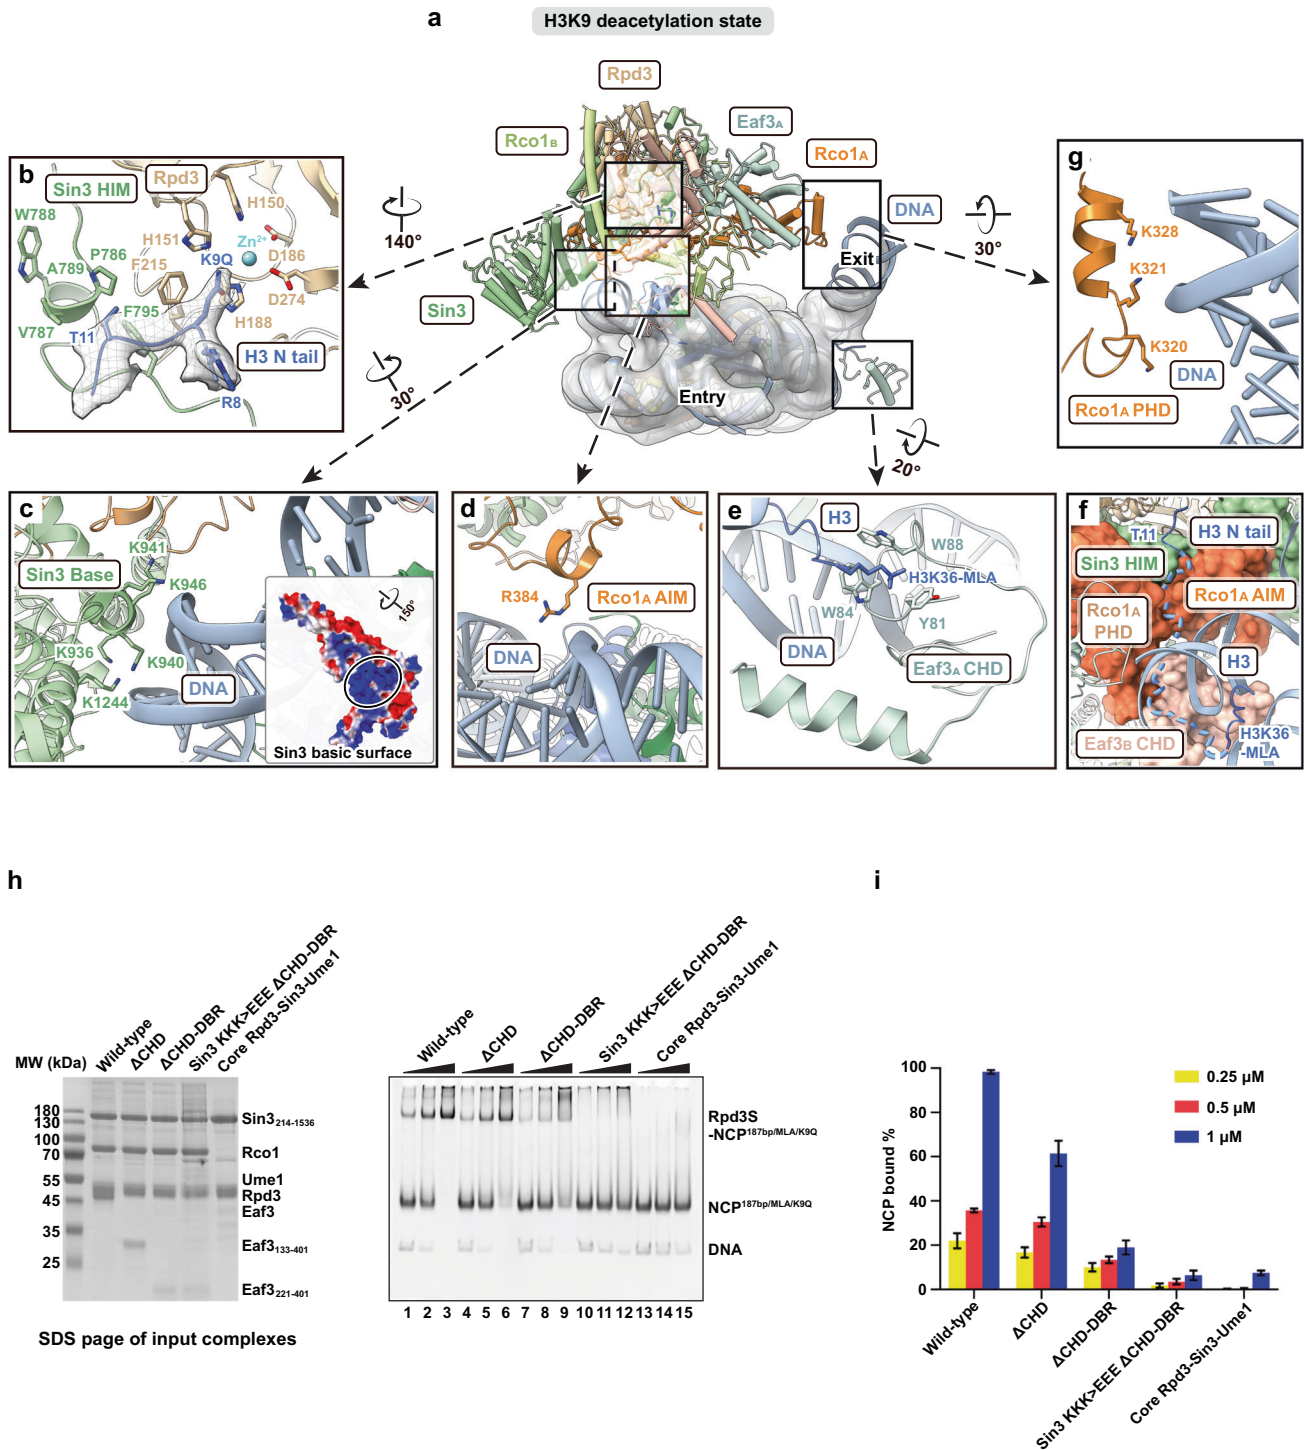 a
H3K9 deacetylation state
Rpd3
Rco1B
Eaf3A
Rco1A
DNA
Exit
Sin3
Entry
140°
30°
30°
20°
b
Sin3 HIM
Rpd3
H150
W788
H151
Zn2+
P786
K9Q
D186
A789
F215
D274
F795
H188
V787
T11
H3 N tail
R8
g
K328
K321
K320
DNA
Rco1A PHD
c
K941
Sin3 Base
K946
K936
K940
DNA
K1244
150°
Sin3 basic surface
d
R384
Rco1A AIM
DNA
e
H3
W88
H3K36-MLA
W84
Y81
DNA
Eaf3A CHD
f
T11
H3 N tail
Sin3 HIM
Rco1A AIM
Rco1A
PHD
H3
Eaf3B CHD
H3K36
-MLA
h
MW (kDa)
Wild-type
ΔCHD
ΔCHD-DBR
Sin3 KKK>EEE ΔCHD-DBR
Core Rpd3-Sin3-Ume1
180
130
100
70
55
45
35
25
Sin3214-1536
Rco1
Ume1
Rpd3
Eaf3
Eaf3133-401
Eaf3221-401
SDS page of input complexes
Wild-type
ΔCHD
ΔCHD-DBR
Sin3 KKK>EEE ΔCHD-DBR
Core Rpd3-Sin3-Ume1
Rpd3S
-NCP187bp/MLA/K9Q
NCP187bp/MLA/K9Q
DNA
1 2 3 4 5 6 7 8 9 10 11 12 13 14 15
i
NCP bound %
100
80
60
40
20
0
0.25 µM
0.5 µM
1 µM
Wild-type
ΔCHD
ΔCHD-DBR
Sin3 KKK>EEE ΔCHD-DBR
Core Rpd3-Sin3-Ume1